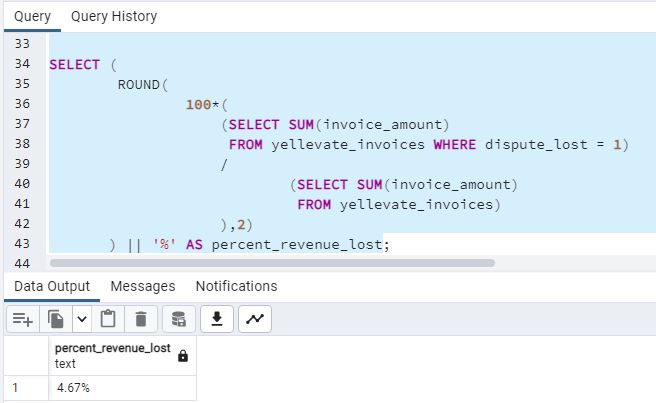 Query Query History
33
34 SELECT (
35 ROUND(
36 100*(
37 (SELECT SUM(invoice_amount)
38 FROM yellevate_invoices WHERE dispute_lost = 1)
39 /
40 (SELECT SUM(invoice_amount)
41 FROM yellevate_invoices)
42 ),2)
43 ) || '%' AS percent_revenue_lost;
44
Data Output Messages Notifications
percent_revenue_lost
text
1 4.67%